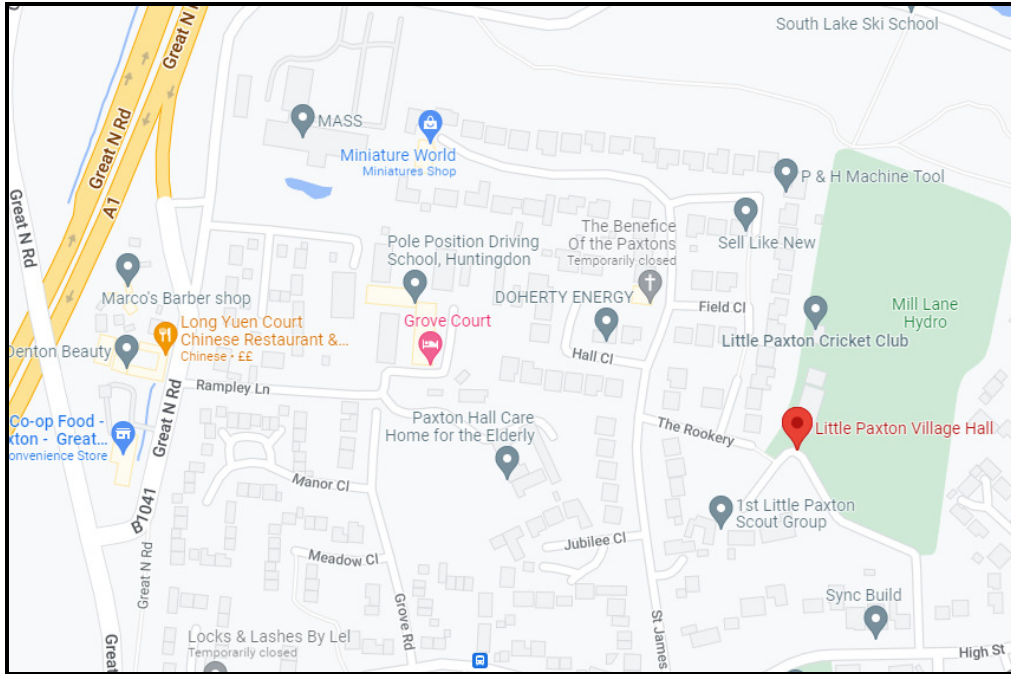 South Lake Ski School
Great N Rd
MASS
Miniature World
Miniatures Shop
Great N Rd
A1
P & H Machine Tool
Great N Rd
The Benefice
Of the Paxtons
Temporarily closed
Sell Like New
Pole Position Driving
School, Huntingdon
Marco's Barber shop
DOHERTY ENERGY
Field Cl
Mill Lane
Hydro
Long Yuen Court
Chinese Restaurant &...
Chinese · ££
Grove Court
Little Paxton Cricket Club
Denton Beauty
Hall Cl
Rampley Ln
Great N Rd
Co-op Food -
xton - Great...
onvenience Store
Paxton Hall Care
Home for the Elderly
The Rookery
Little Paxton Village Hall
Manor Cl
1st Little Paxton
Scout Group
B1041
Jubilee Cl
Meadow Cl
Great N Rd
Grove Rd
St James
Sync Build
Locks & Lashes By Lel
Temporarily closed
Great
High St